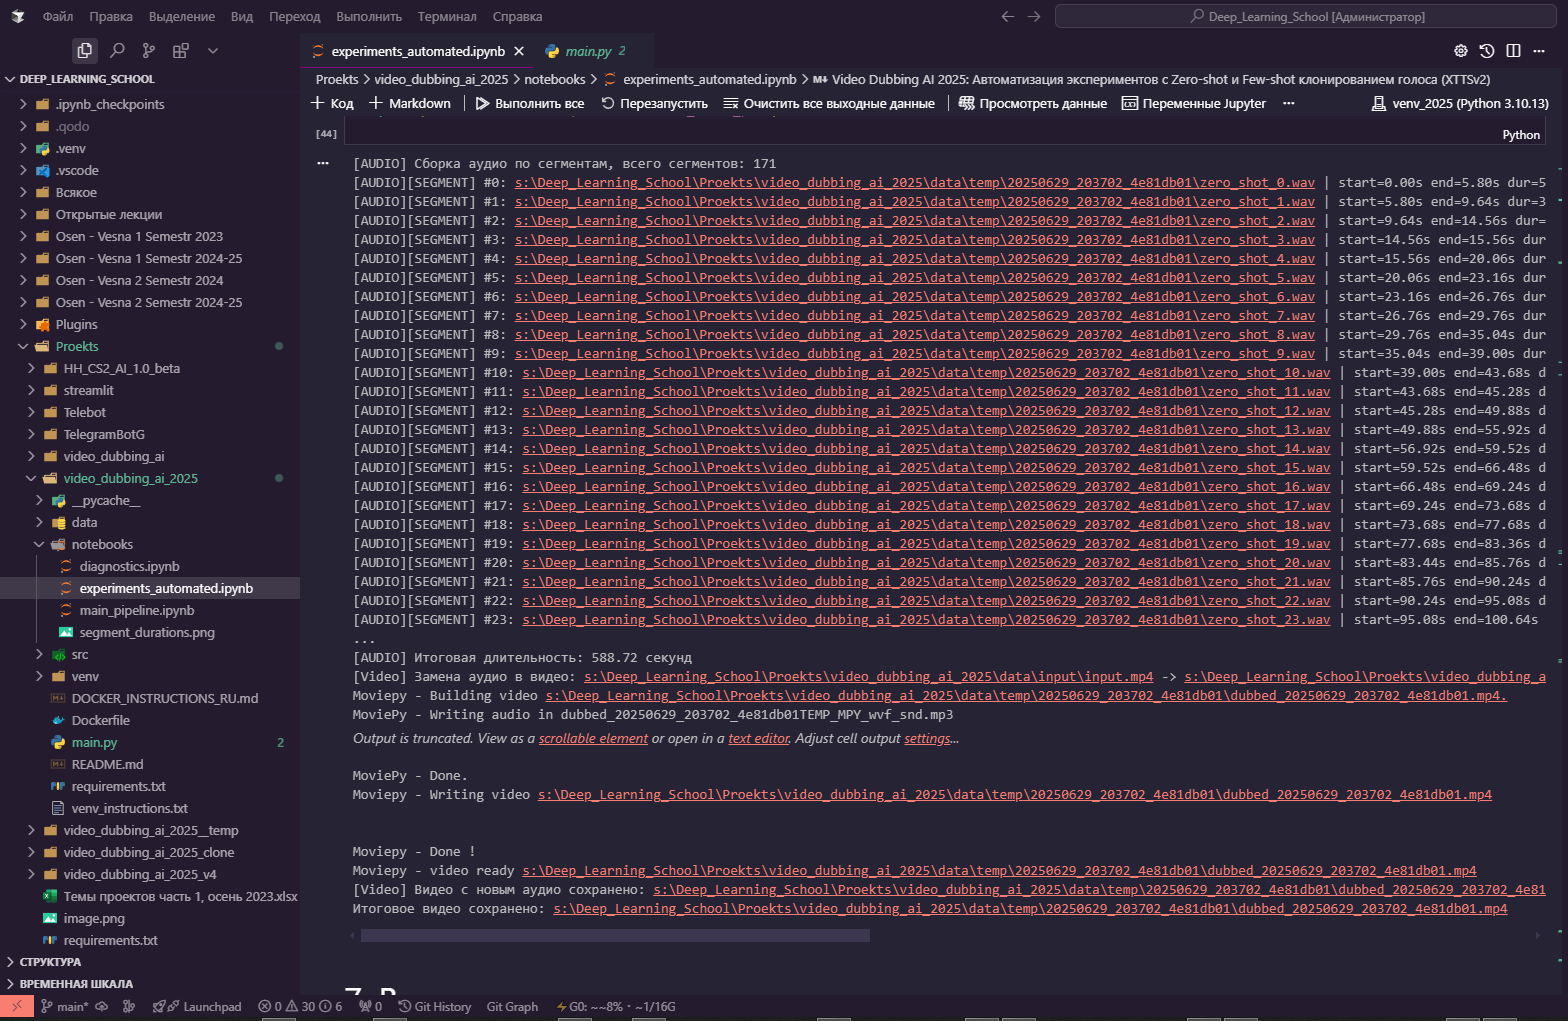 Файл Правка Выделение Вид Переход Выполнить Терминал Справка
Deep_Learning_School [Администратор]
experiments_automated.ipynb
main.py 2
DEEP_LEARNING_SCHOOL
Proekts > video_dubbing_ai_2025 > notebooks > experiments_automated.ipynb > M↓ Video Dubbing AI 2025: Автоматизация экспериментов с Zero-shot и Few-shot клонированием голоса (XTTSv2)
+ Код + Markdown Выполнить все Перезапустить Очистить все выходные данные Просмотреть данные Переменные Jupyter ... venv_2025 (Python 3.10.13)
.ipynb_checkpoints
.qodo
.venv
.vscode
Всякое
Открытые лекции
Osen - Vesna 1 Semestr 2023
Osen - Vesna 1 Semestr 2024-25
Osen - Vesna 2 Semestr 2024
Osen - Vesna 2 Semestr 2024-25
Plugins
Proekts
HH_CS2_AI_1.0_beta
streamlit
Telebot
TelegramBotG
video_dubbing_ai
video_dubbing_ai_2025
__pycache__
data
notebooks
diagnostics.ipynb
experiments_automated.ipynb
main_pipeline.ipynb
segment_durations.png
src
venv
DOCKER_INSTRUCTIONS_RU.md
Dockerfile
main.py 2
README.md
requirements.txt
venv_instructions.txt
video_dubbing_ai_2025__temp
video_dubbing_ai_2025_clone
video_dubbing_ai_2025_v4
Темы проектов часть 1, осень 2023.xlsx
image.png
requirements.txt
СТРУКТУРА
ВРЕМЕННАЯ ШКАЛА
[44]
Python
[AUDIO] Сборка аудио по сегментам, всего сегментов: 171
[AUDIO][SEGMENT] #0: s:\Deep_Learning_School\Proekts\video_dubbing_ai_2025\data\temp\20250629_203702_4e81db01\zero_shot_0.wav | start=0.00s end=5.80s dur=5
[AUDIO][SEGMENT] #1: s:\Deep_Learning_School\Proekts\video_dubbing_ai_2025\data\temp\20250629_203702_4e81db01\zero_shot_1.wav | start=5.80s end=9.64s dur=3
[AUDIO][SEGMENT] #2: s:\Deep_Learning_School\Proekts\video_dubbing_ai_2025\data\temp\20250629_203702_4e81db01\zero_shot_2.wav | start=9.64s end=14.56s dur=
[AUDIO][SEGMENT] #3: s:\Deep_Learning_School\Proekts\video_dubbing_ai_2025\data\temp\20250629_203702_4e81db01\zero_shot_3.wav | start=14.56s end=15.56s dur
[AUDIO][SEGMENT] #4: s:\Deep_Learning_School\Proekts\video_dubbing_ai_2025\data\temp\20250629_203702_4e81db01\zero_shot_4.wav | start=15.56s end=20.06s dur
[AUDIO][SEGMENT] #5: s:\Deep_Learning_School\Proekts\video_dubbing_ai_2025\data\temp\20250629_203702_4e81db01\zero_shot_5.wav | start=20.06s end=23.16s dur
[AUDIO][SEGMENT] #6: s:\Deep_Learning_School\Proekts\video_dubbing_ai_2025\data\temp\20250629_203702_4e81db01\zero_shot_6.wav | start=23.16s end=26.76s dur
[AUDIO][SEGMENT] #7: s:\Deep_Learning_School\Proekts\video_dubbing_ai_2025\data\temp\20250629_203702_4e81db01\zero_shot_7.wav | start=26.76s end=29.76s dur
[AUDIO][SEGMENT] #8: s:\Deep_Learning_School\Proekts\video_dubbing_ai_2025\data\temp\20250629_203702_4e81db01\zero_shot_8.wav | start=29.76s end=35.04s dur
[AUDIO][SEGMENT] #9: s:\Deep_Learning_School\Proekts\video_dubbing_ai_2025\data\temp\20250629_203702_4e81db01\zero_shot_9.wav | start=35.04s end=39.00s dur
[AUDIO][SEGMENT] #10: s:\Deep_Learning_School\Proekts\video_dubbing_ai_2025\data\temp\20250629_203702_4e81db01\zero_shot_10.wav | start=39.00s end=43.68s d
[AUDIO][SEGMENT] #11: s:\Deep_Learning_School\Proekts\video_dubbing_ai_2025\data\temp\20250629_203702_4e81db01\zero_shot_11.wav | start=43.68s end=45.28s d
[AUDIO][SEGMENT] #12: s:\Deep_Learning_School\Proekts\video_dubbing_ai_2025\data\temp\20250629_203702_4e81db01\zero_shot_12.wav | start=45.28s end=49.88s d
[AUDIO][SEGMENT] #13: s:\Deep_Learning_School\Proekts\video_dubbing_ai_2025\data\temp\20250629_203702_4e81db01\zero_shot_13.wav | start=49.88s end=55.92s d
[AUDIO][SEGMENT] #14: s:\Deep_Learning_School\Proekts\video_dubbing_ai_2025\data\temp\20250629_203702_4e81db01\zero_shot_14.wav | start=56.92s end=59.52s d
[AUDIO][SEGMENT] #15: s:\Deep_Learning_School\Proekts\video_dubbing_ai_2025\data\temp\20250629_203702_4e81db01\zero_shot_15.wav | start=59.52s end=66.48s d
[AUDIO][SEGMENT] #16: s:\Deep_Learning_School\Proekts\video_dubbing_ai_2025\data\temp\20250629_203702_4e81db01\zero_shot_16.wav | start=66.48s end=69.24s d
[AUDIO][SEGMENT] #17: s:\Deep_Learning_School\Proekts\video_dubbing_ai_2025\data\temp\20250629_203702_4e81db01\zero_shot_17.wav | start=69.24s end=73.68s d
[AUDIO][SEGMENT] #18: s:\Deep_Learning_School\Proekts\video_dubbing_ai_2025\data\temp\20250629_203702_4e81db01\zero_shot_18.wav | start=73.68s end=77.68s d
[AUDIO][SEGMENT] #19: s:\Deep_Learning_School\Proekts\video_dubbing_ai_2025\data\temp\20250629_203702_4e81db01\zero_shot_19.wav | start=77.68s end=83.36s d
[AUDIO][SEGMENT] #20: s:\Deep_Learning_School\Proekts\video_dubbing_ai_2025\data\temp\20250629_203702_4e81db01\zero_shot_20.wav | start=83.44s end=85.76s d
[AUDIO][SEGMENT] #21: s:\Deep_Learning_School\Proekts\video_dubbing_ai_2025\data\temp\20250629_203702_4e81db01\zero_shot_21.wav | start=85.76s end=90.24s d
[AUDIO][SEGMENT] #22: s:\Deep_Learning_School\Proekts\video_dubbing_ai_2025\data\temp\20250629_203702_4e81db01\zero_shot_22.wav | start=90.24s end=95.08s d
[AUDIO][SEGMENT] #23: s:\Deep_Learning_School\Proekts\video_dubbing_ai_2025\data\temp\20250629_203702_4e81db01\zero_shot_23.wav | start=95.08s end=100.64s
...
[AUDIO] Итоговая длительность: 588.72 секунд
[Video] Замена аудио в видео: s:\Deep_Learning_School\Proekts\video_dubbing_ai_2025\data\input\input.mp4 -> s:\Deep_Learning_School\Proekts\video_dubbing_a
Moviepy - Building video s:\Deep_Learning_School\Proekts\video_dubbing_ai_2025\data\temp\20250629_203702_4e81db01\dubbed_20250629_203702_4e81db01.mp4.
MoviePy - Writing audio in dubbed_20250629_203702_4e81db01TEMP_MPY_wvf_snd.mp3
Output is truncated. View as a scrollable element or open in a text editor. Adjust cell output settings...
MoviePy - Done.
Moviepy - Writing video s:\Deep_Learning_School\Proekts\video_dubbing_ai_2025\data\temp\20250629_203702_4e81db01\dubbed_20250629_203702_4e81db01.mp4
Moviepy - Done !
Moviepy - video ready s:\Deep_Learning_School\Proekts\video_dubbing_ai_2025\data\temp\20250629_203702_4e81db01\dubbed_20250629_203702_4e81db01.mp4
[Video] Видео с новым аудио сохранено: s:\Deep_Learning_School\Proekts\video_dubbing_ai_2025\data\temp\20250629_203702_4e81db01\dubbed_20250629_203702_4e81
Итоговое видео сохранено: s:\Deep_Learning_School\Proekts\video_dubbing_ai_2025\data\temp\20250629_203702_4e81db01\dubbed_20250629_203702_4e81db01.mp4
main* Launchpad 0 30 6 0 Git History Git Graph G0: ~~8% · ~1/16G